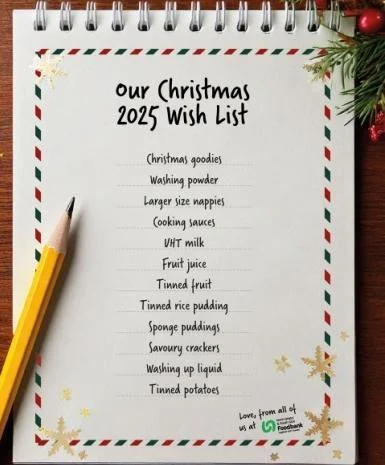 Our Christmas
2025 Wish List
Christmas goodies
Washing powder
Larger size nappies
Cooking sauces
UHT milk
Fruit juice
Tinned fruit
Tinned rice pudding
Sponge puddings
Savoury crackers
Washing up liquid
Tinned potatoes
Love, from all of
us at
Foodbank